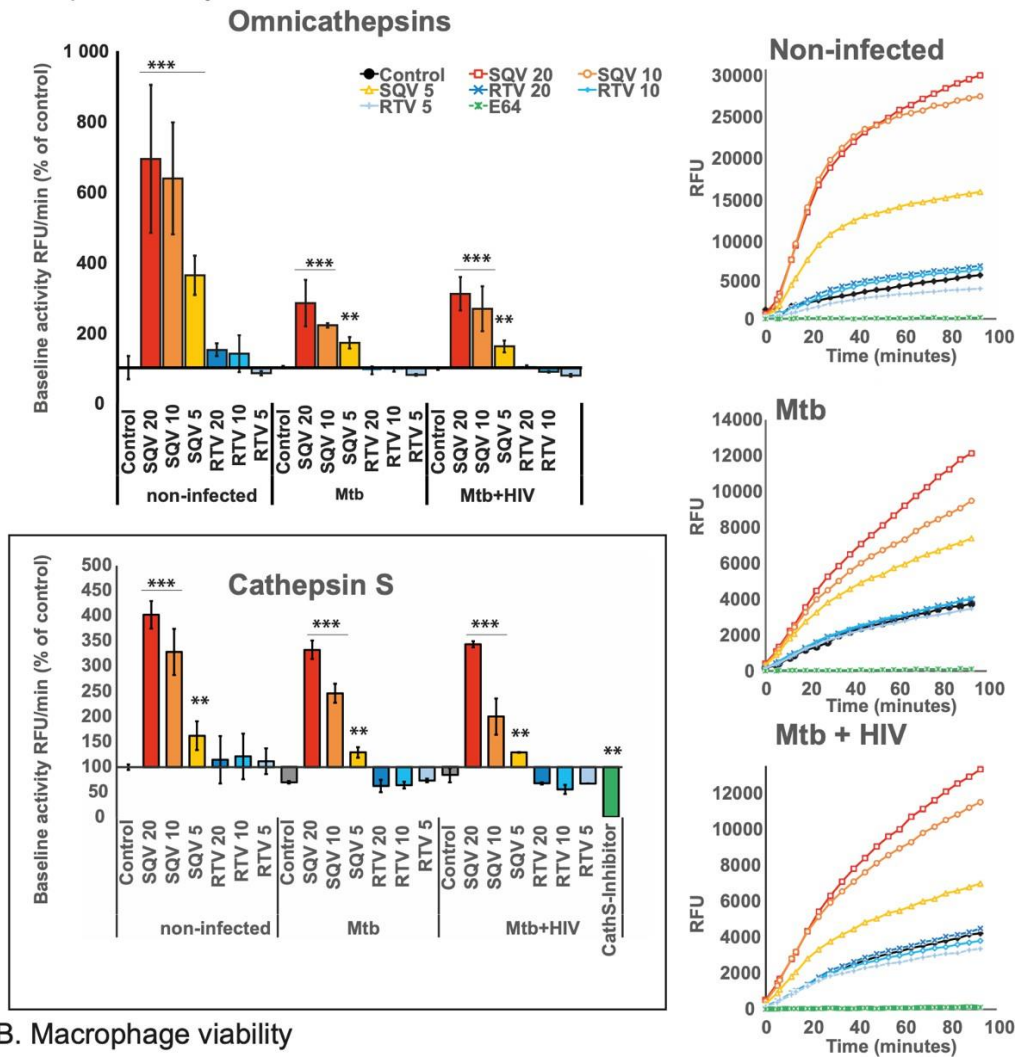 Omnicathepsins
Baseline activity RFU/min (% of control)
1 000
800
600
400
200
100
0
***
***
**
***
**
Control SQV 20 SQV 10
SQV 5 RTV 20 RTV 10
RTV 5 E64
Control SQV 20 SQV 10 SQV 5 RTV 20 RTV 10 RTV 5 Control SQV 20 SQV 10 SQV 5 RTV 20 RTV 10 RTV 5 Control SQV 20 SQV 10 SQV 5 RTV 20 RTV 10
non-infected Mtb Mtb+HIV
Cathepsin S
Baseline activity RFU/min (% of control)
500
450
400
350
300
250
200
150
100
50
0
***
**
***
**
***
**
**
Control SQV 20 SQV 10 SQV 5 RTV 20 RTV 10 RTV 5 Control SQV 20 SQV 10 SQV 5 RTV 20 RTV 10 RTV 5 Control SQV 20 SQV 10 SQV 5 RTV 20 RTV 10 RTV 5 CathS-Inhibitor
non-infected Mtb Mtb+HIV
B. Macrophage viability
Non-infected
RFU
30000
25000
20000
15000
10000
5000
0
0 20 40 60 80 100
Time (minutes)
Mtb
RFU
14000
12000
10000
8000
6000
4000
2000
0
0 20 40 60 80 100
Time (minutes)
Mtb + HIV
RFU
12000
10000
8000
6000
4000
2000
0
0 20 40 60 80 100
Time (minutes)